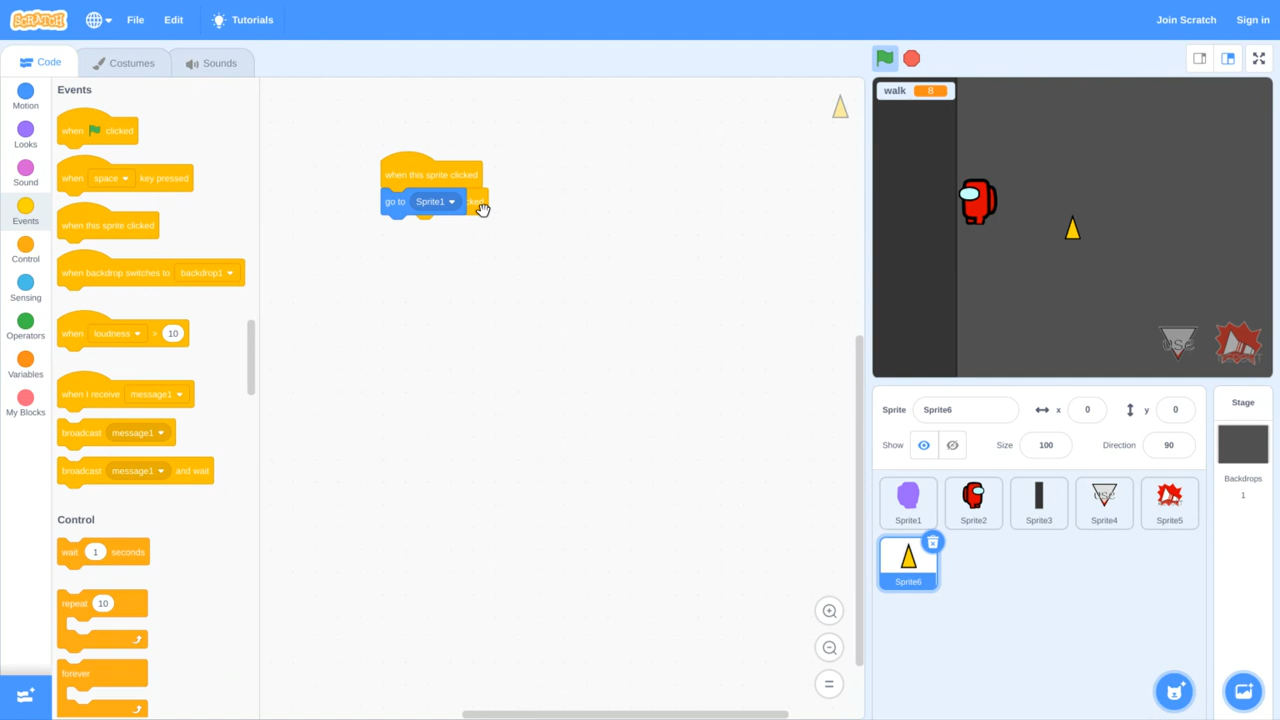 SCRATCH File Edit Tutorials Join Scratch Sign in
Code Costumes Sounds
Motion
Looks
Sound
Events
Control
Sensing
Operators
Variables
My Blocks
Events
when clicked
when space key pressed
when this sprite clicked
when backdrop switches to backdrop1
when loudness > 10
when I receive message1
broadcast message1
broadcast message1 and wait
Control
wait 1 seconds
repeat 10
forever
when this sprite clicked
go to Sprite1
walk 8
use
Sprite Sprite6 x 0 y 0
Show Size 100 Direction 90
Sprite1 Sprite2 Sprite3 Sprite4 Sprite5
Sprite6
Stage
Backdrops
1